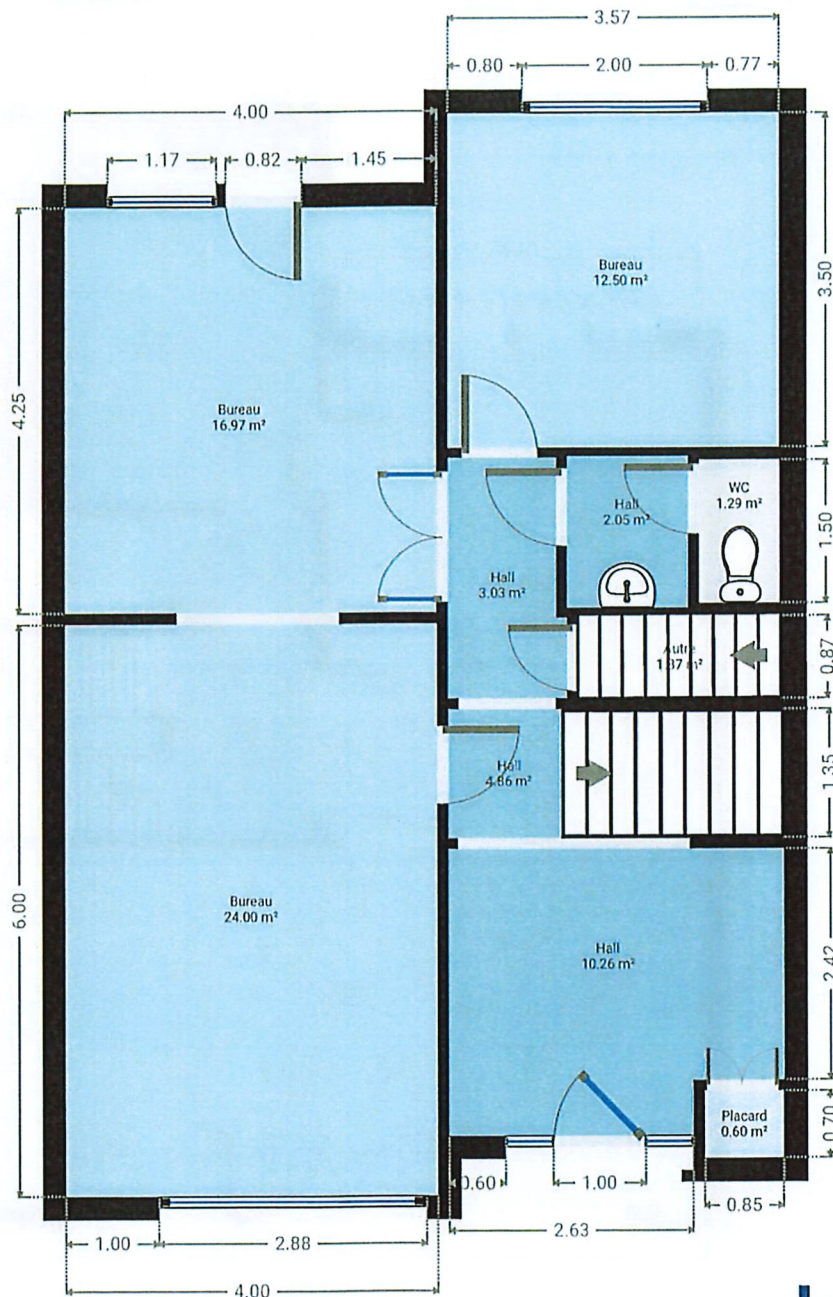 3.57
0.80 2.00 0.77
4.00
1.17 0.82 1.45
Bureau
12.50 m²
3.50
4.25
Bureau
16.97 m²
WC
1.29 m²
Hall
2.05 m²
1.50
Hall
3.03 m²
Autre
1.87 m²
0.87
Hall
4.86 m²
1.35
6.00
Bureau
24.00 m²
Hall
10.26 m²
2.42
Placard
0.60 m²
0.70
0.60 1.00 0.85
2.63
1.00 2.88
4.00